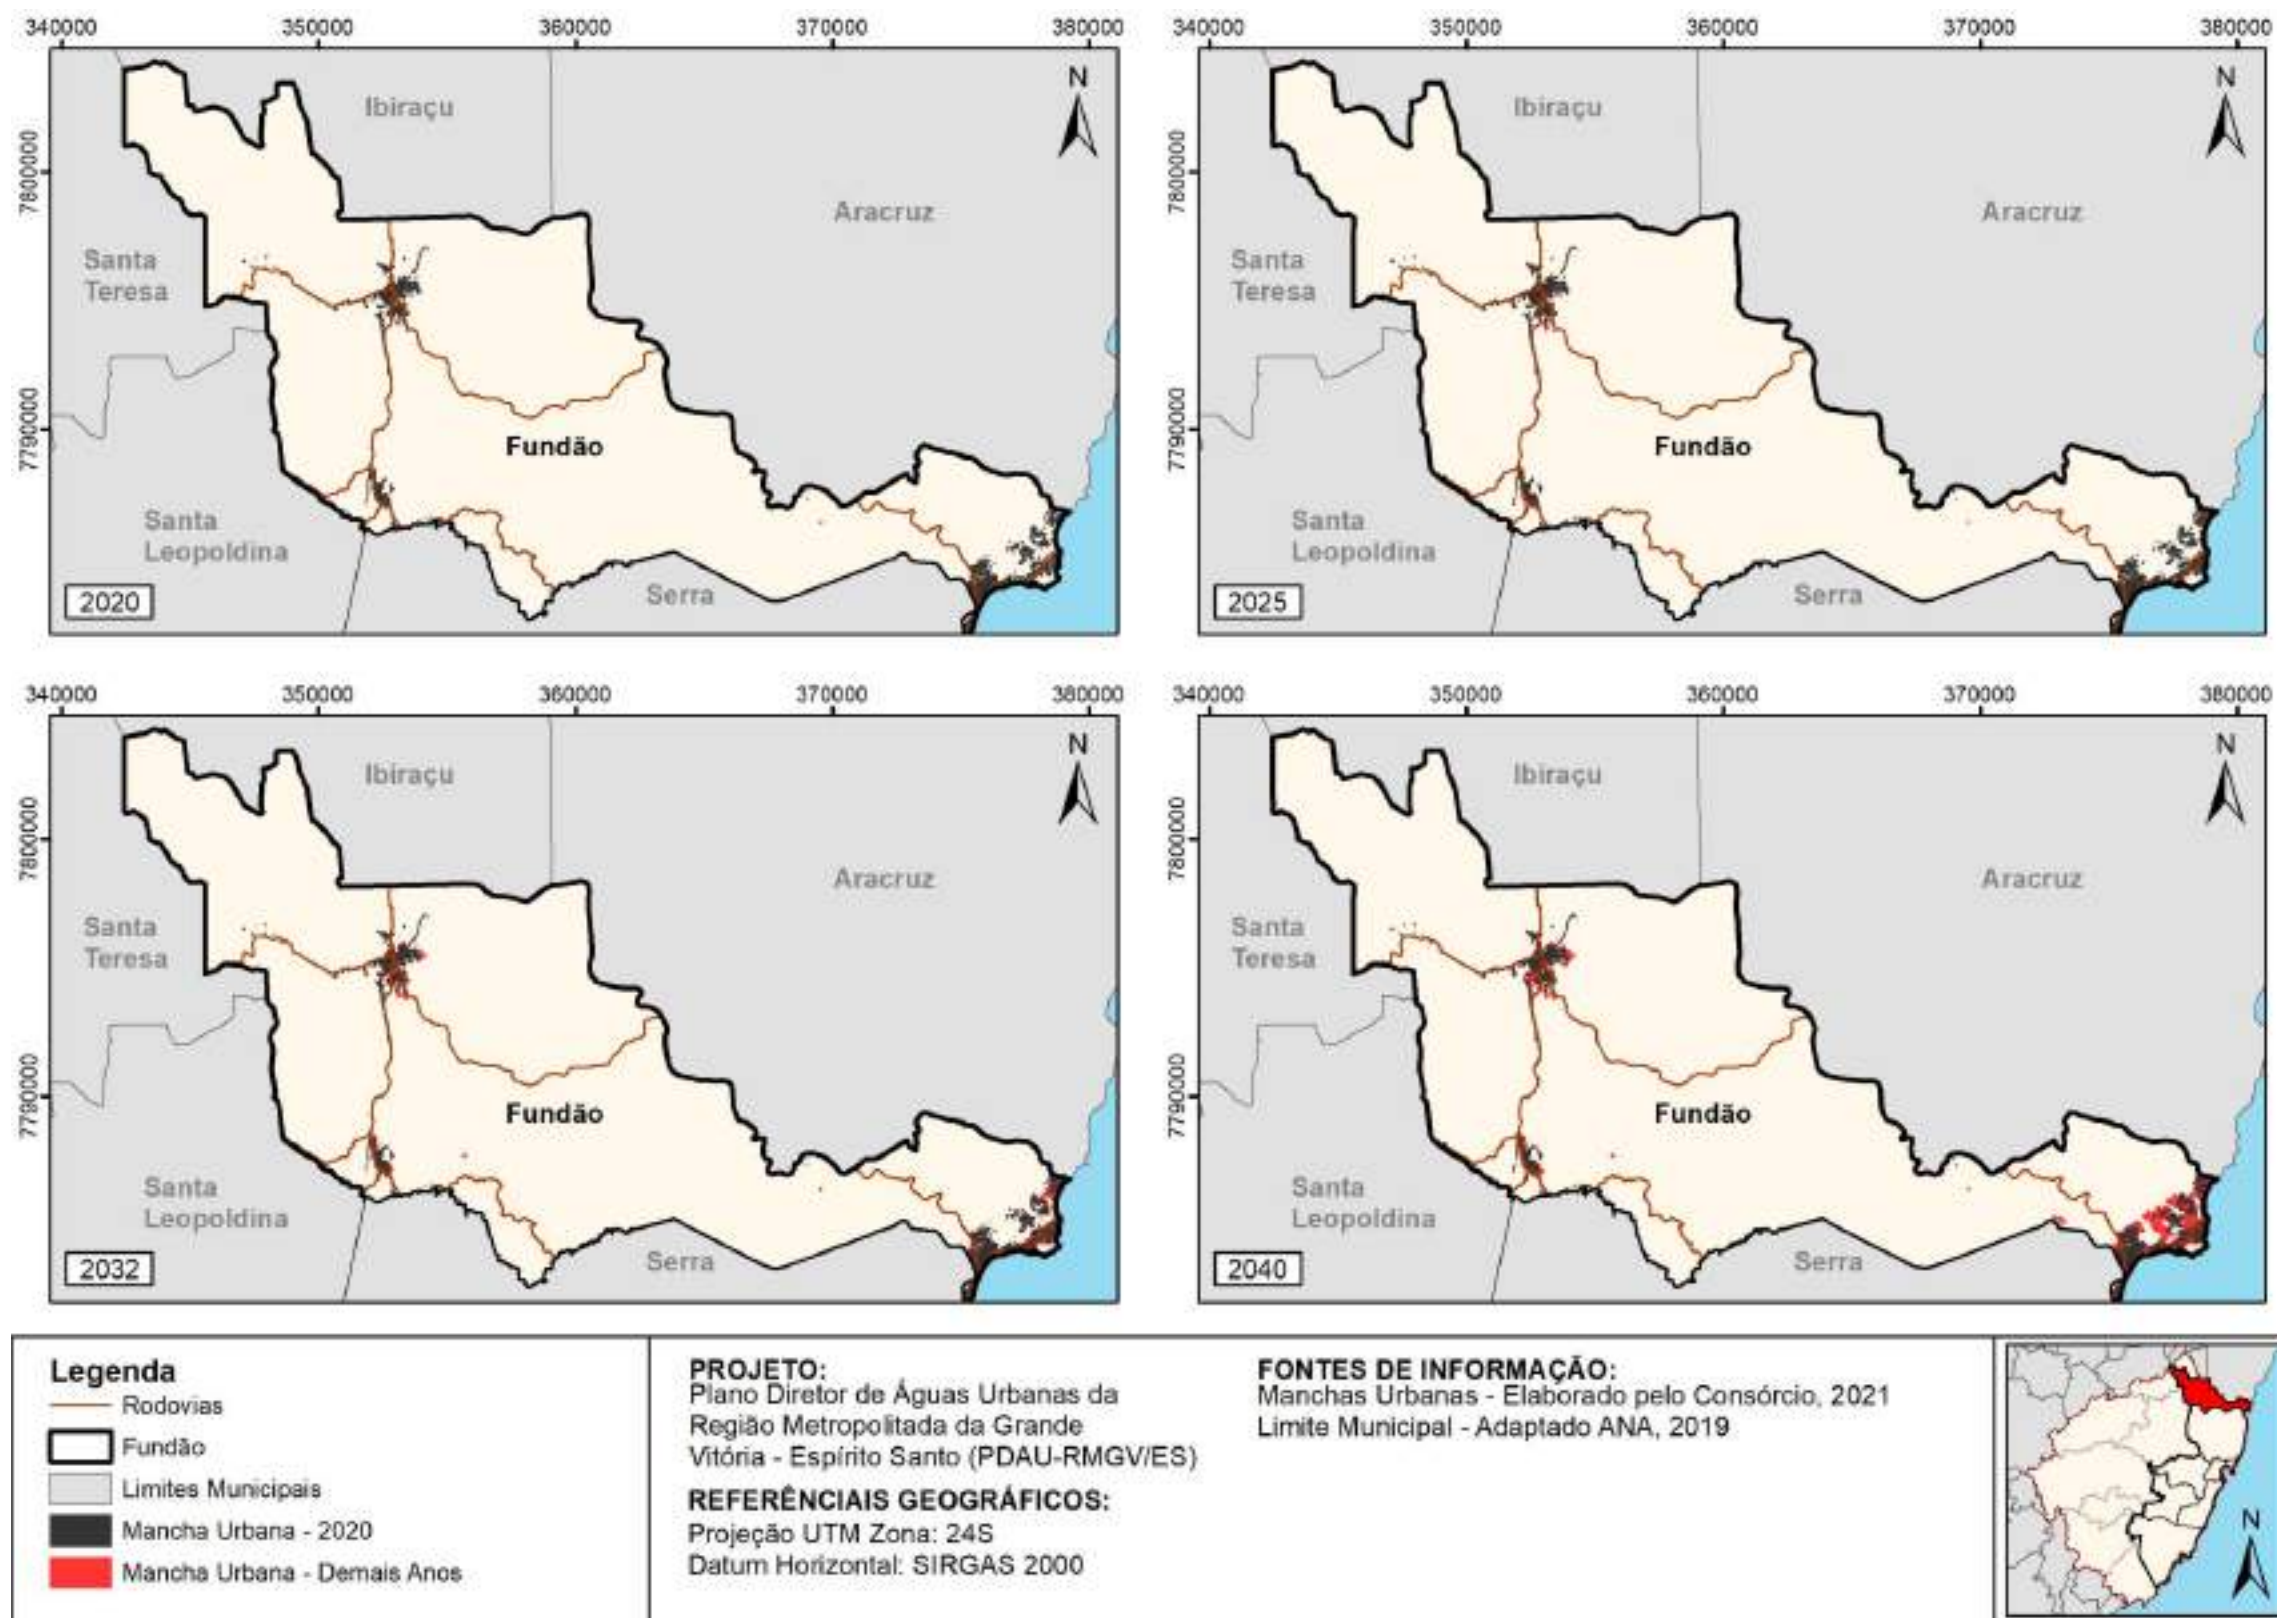 340000 350000 360000 370000 380000
7800000
7790000
N
Ibiraçu
Aracruz
Santa
Teresa
Fundão
Santa
Leopoldina
Serra
2020
340000 350000 360000 370000 380000
7800000
7790000
N
Ibiraçu
Aracruz
Santa
Teresa
Fundão
Santa
Leopoldina
Serra
2025
340000 350000 360000 370000 380000
7800000
7790000
N
Ibiraçu
Aracruz
Santa
Teresa
Fundão
Santa
Leopoldina
Serra
2032
340000 350000 360000 370000 380000
7800000
7790000
N
Ibiraçu
Aracruz
Santa
Teresa
Fundão
Santa
Leopoldina
Serra
2040
Legenda
Rodovias
Fundão
Limites Municipais
Mancha Urbana - 2020
Mancha Urbana - Demais Anos
PROJETO:
Plano Diretor de Águas Urbanas da
Região Metropolitada da Grande
Vitória - Espírito Santo (PDAU-RMGV/ES)
REFERÊNCIAIS GEOGRÁFICOS:
Projeção UTM Zona: 24S
Datum Horizontal: SIRGAS 2000
FONTES DE INFORMAÇÃO:
Manchas Urbanas - Elaborado pelo Consórcio, 2021
Limite Municipal - Adaptado ANA, 2019
N